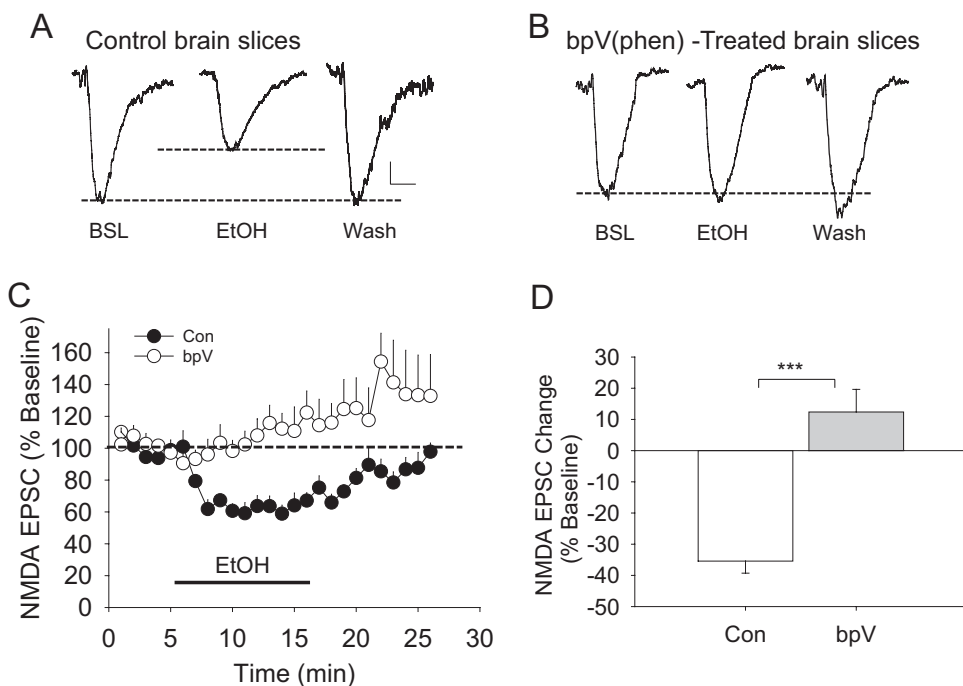 A
Control brain slices
BSL
EtOH
Wash
B
bpV(phen) -Treated brain slices
BSL
EtOH
Wash
C
NMDA EPSC (% Baseline)
160
140
120
100
80
60
40
20
0
Con
bpV
EtOH
0 5 10 15 20 25 30
Time (min)
D
NMDA EPSC Change
(% Baseline)
30
20
10
0
-10
-20
-30
-40
-50
***
Con bpV